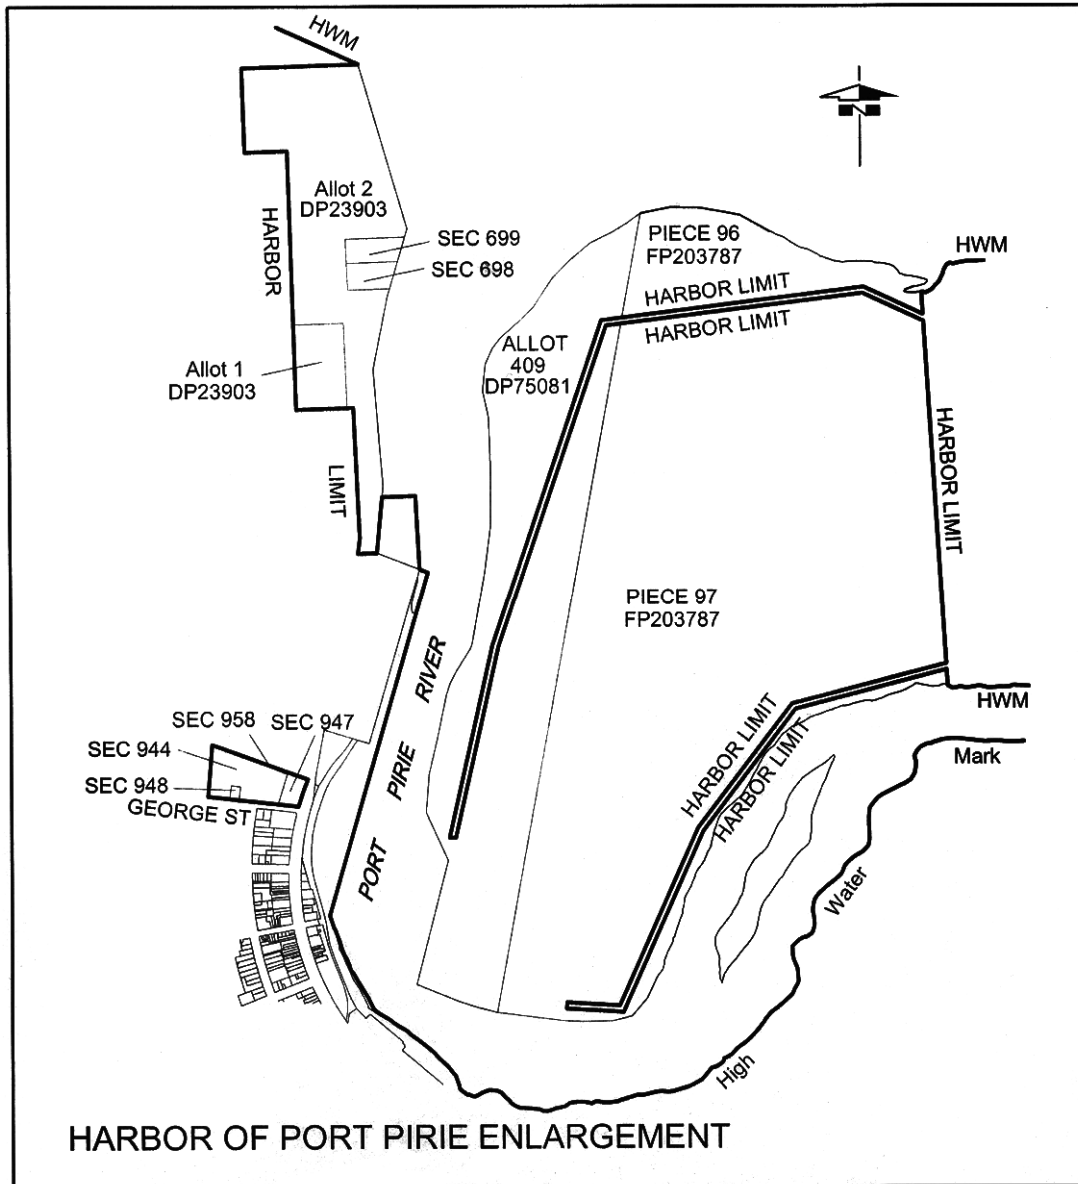 HWM
N
Allot 2
DP23903
HARBOR
SEC 699
SEC 698
PIECE 96
FP203787
HWM
HARBOR LIMIT
HARBOR LIMIT
ALLOT
409
DP75081
Allot 1
DP23903
HARBOR LIMIT
LIMIT
PIECE 97
FP203787
PORT PIRIE RIVER
SEC 958
SEC 947
SEC 944
SEC 948
GEORGE ST
HARBOR LIMIT
HARBOR LIMIT
HWM
High Water Mark
HARBOR OF PORT PIRIE ENLARGEMENT